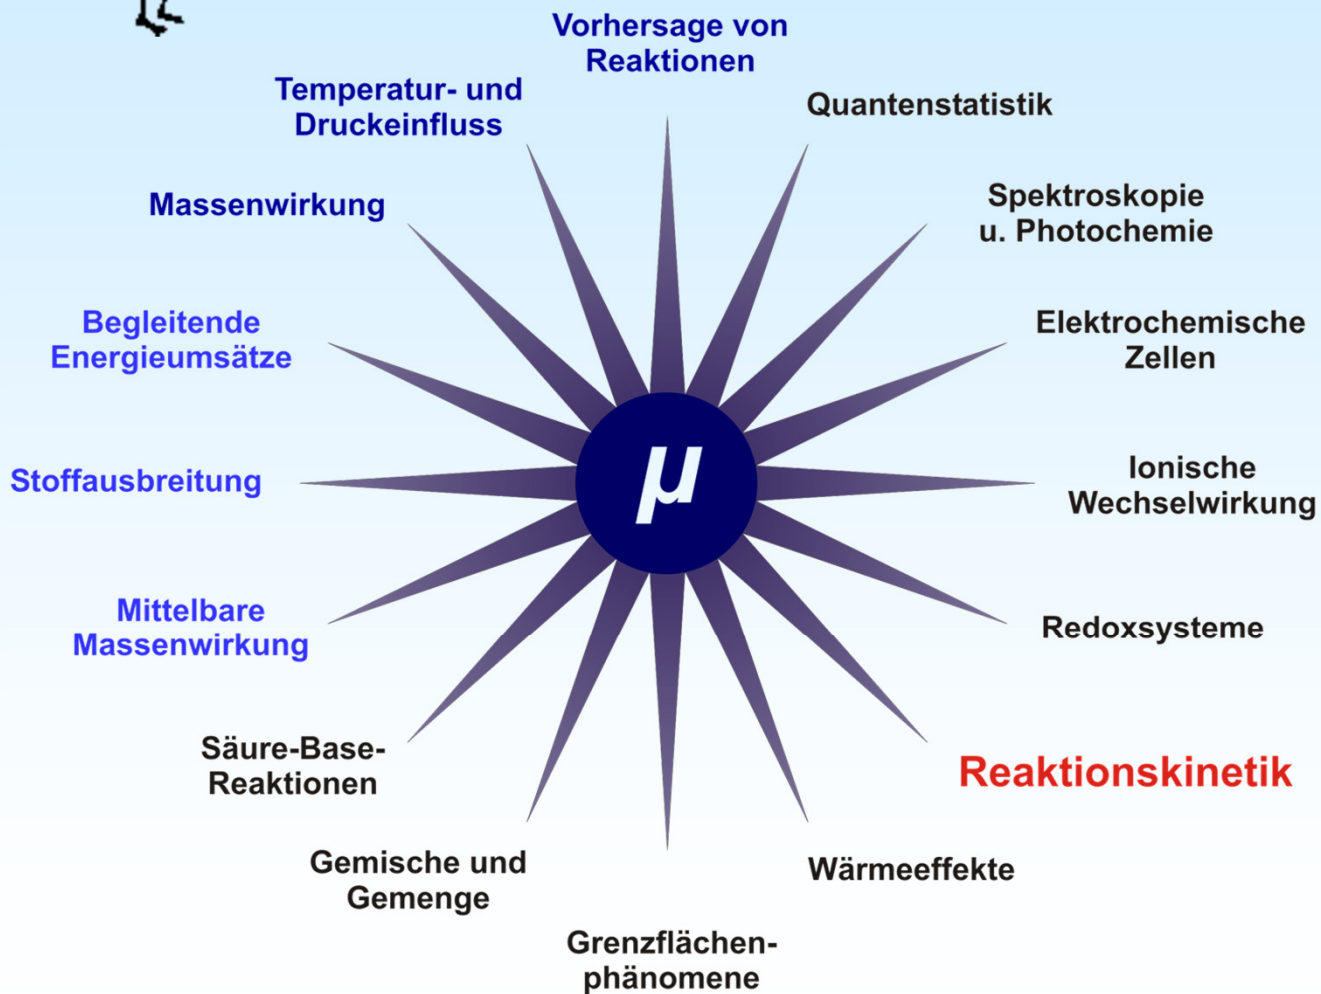 Vorhersage von
Reaktionen
Quantenstatistik
Spektroskopie
u. Photochemie
Elektrochemische
Zellen
Ionische
Wechselwirkung
Redoxsysteme
Reaktionskinetik
Wärmeeffekte
Grenzflächen-
phänomene
Gemische und
Gemenge
Säure-Base-
Reaktionen
Mittelbare
Massenwirkung
Stoffausbreitung
Begleitende
Energieumsätze
Massenwirkung
Temperatur- und
Druckeinfluss
μ